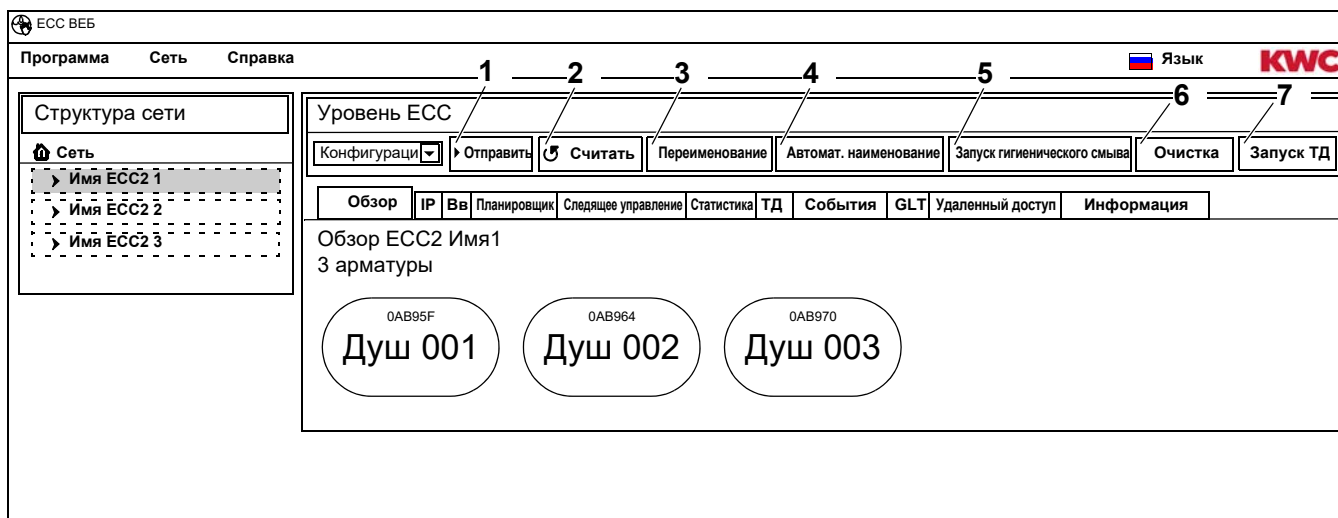 ECC ВЕБ
Программа Сеть Справка
Язык
KWC
1 2 3 4 5 6 7
Структура сети
Сеть
Имя ECC2 1
Имя ECC2 2
Имя ECC2 3
Уровень ECC
Конфигураци Отправить Считать Переименование Автомат. наименование Запуск гигиенического смыва Очистка Запуск ТД
Обзор IP Вв Планировщик Следящее управление Статистика ТД События GLT Удаленный доступ Информация
Обзор ECC2 Имя1
3 арматуры
0AB95F 0AB964 0AB970
Душ 001 Душ 002 Душ 003